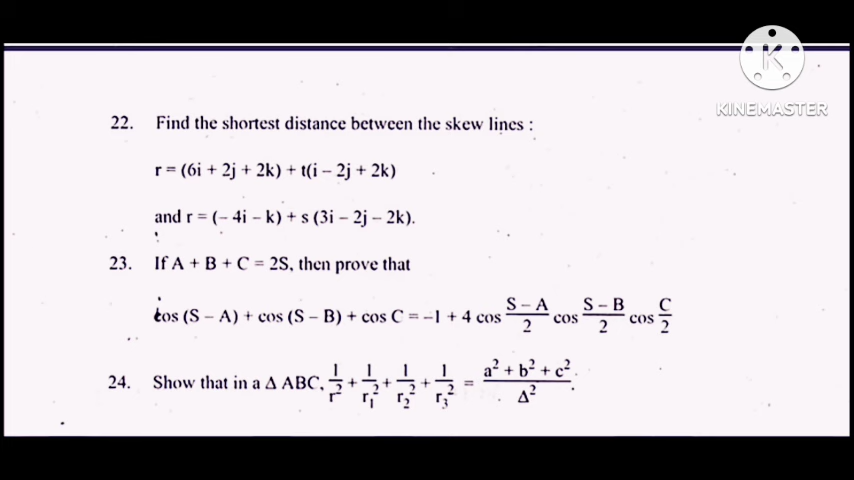 K
KINEMASTER
22. Find the shortest distance between the skew lines :
r = (6i + 2j + 2k) + t(i – 2j + 2k)
and r = (– 4i – k) + s (3i – 2j – 2k).
23. If A + B + C = 2S, then prove that
cos (S – A) + cos (S – B) + cos C = –1 + 4 cos (S – A)/2 cos (S – B)/2 cos C/2
24. Show that in a Δ ABC, 1/r² + 1/r₁² + 1/r₂² + 1/r₃² = (a² + b² + c²)/Δ².